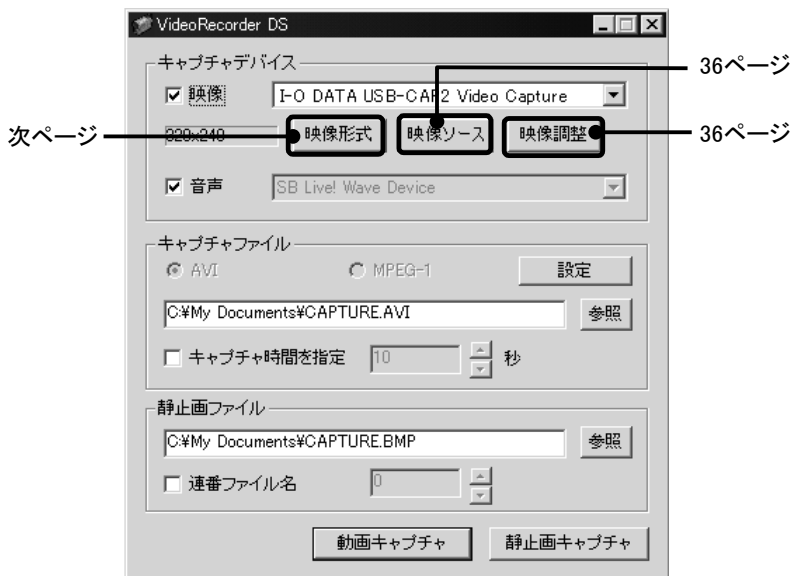 VideoRecorder DS
キャプチャデバイス
36ページ
映像
I-O DATA USB-CAP2 Video Capture
次ページ
320x240
映像形式
映像ソース
映像調整
36ページ
音声
SB Live! Wave Device
キャプチャファイル
AVI
MPEG-1
設定
C:¥My Documents¥CAPTURE.AVI
参照
キャプチャ時間を指定
10
秒
静止画ファイル
C:¥My Documents¥CAPTURE.BMP
参照
連番ファイル名
0
動画キャプチャ
静止画キャプチャ